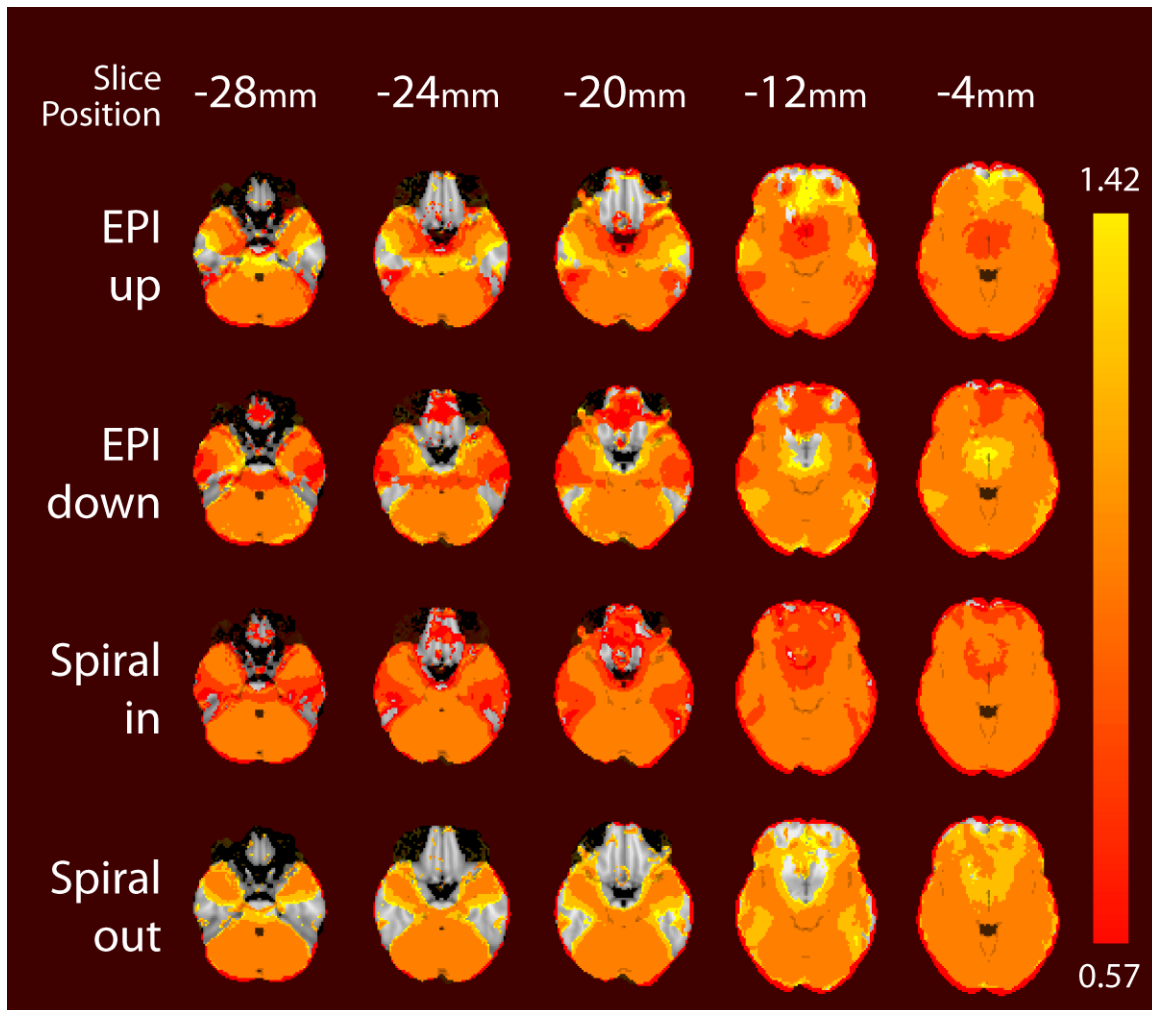 Slice
Position
-28mm -24mm -20mm -12mm -4mm
1.42
EPI
up
EPI
down
Spiral
in
Spiral
out
0.57